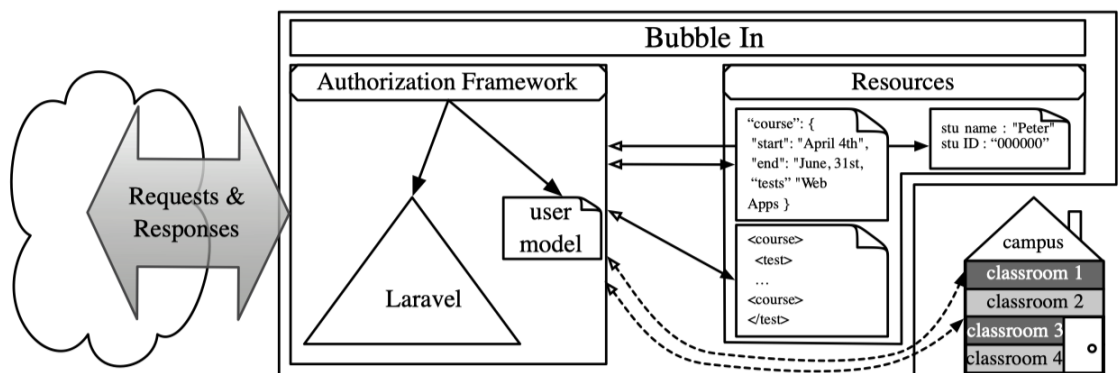 Bubble In
Authorization Framework
Resources
Requests &
Responses
Laravel
user
model
“course”: {
"start": "April 4th",
"end": "June, 31st,
“tests” "Web
Apps }
stu name : "Peter"
stu ID : “000000”
<course>
<test>
...
<course>
</test>
campus
classroom 1
classroom 2
classroom 3
classroom 4